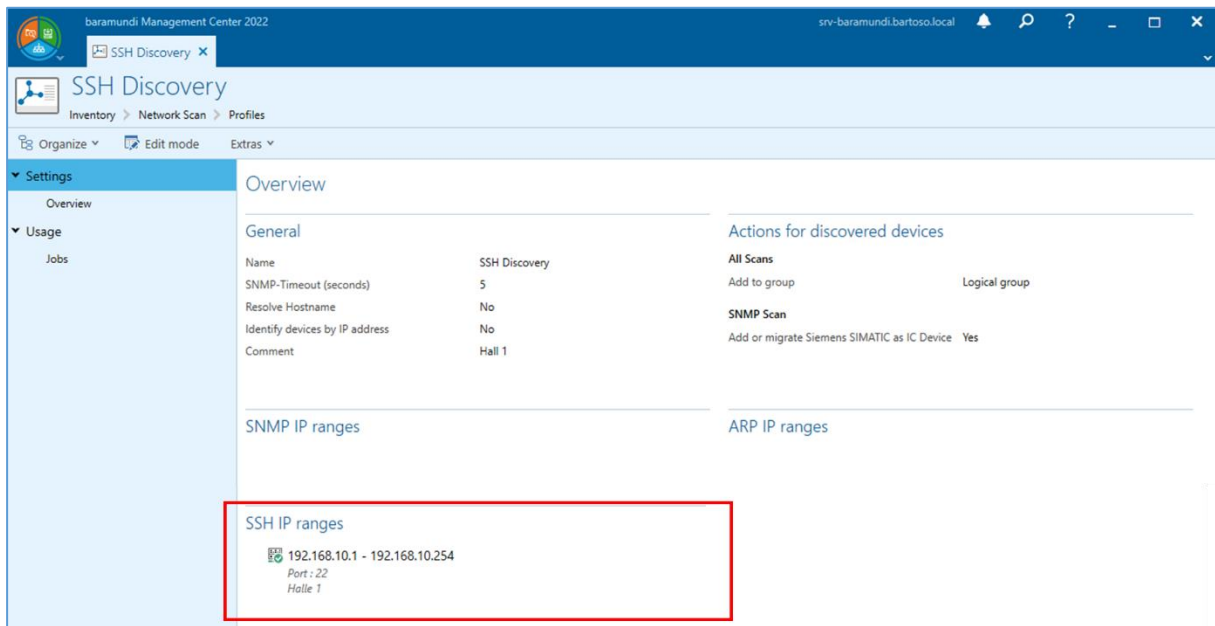 baramundi Management Center 2022
srv-baramundi.bartoso.local
SSH Discovery
SSH Discovery
Inventory > Network Scan > Profiles
Organize
Edit mode
Extras
Settings
Overview
Usage
Jobs
Overview
General
Name SSH Discovery
SNMP-Timeout (seconds) 5
Resolve Hostname No
Identify devices by IP address No
Comment Hall 1
Actions for discovered devices
All Scans
Add to group Logical group
SNMP Scan
Add or migrate Siemens SIMATIC as IC Device Yes
SNMP IP ranges
ARP IP ranges
SSH IP ranges
192.168.10.1 - 192.168.10.254
Port : 22
Halle 1